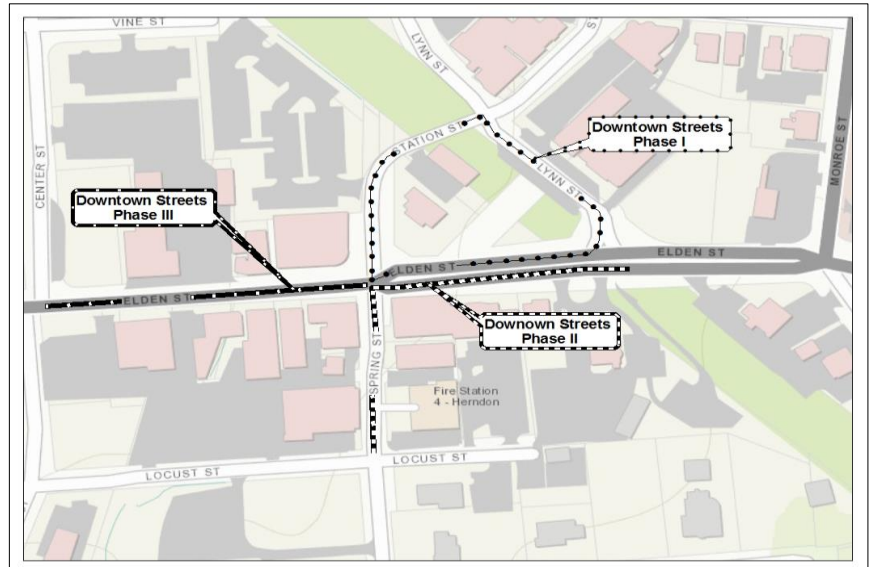 VINE ST
LYNN ST
S
STATION ST
Downtown Streets
Phase I
MONROE ST
CENTER ST
LYNN ST
Downtown Streets
Phase III
ELDEN ST
ELDEN ST
ELDEN ST
Downown Streets
Phase II
SPRING ST
Fire Station
4 - Herndon
LOCUST ST
LOCUST ST